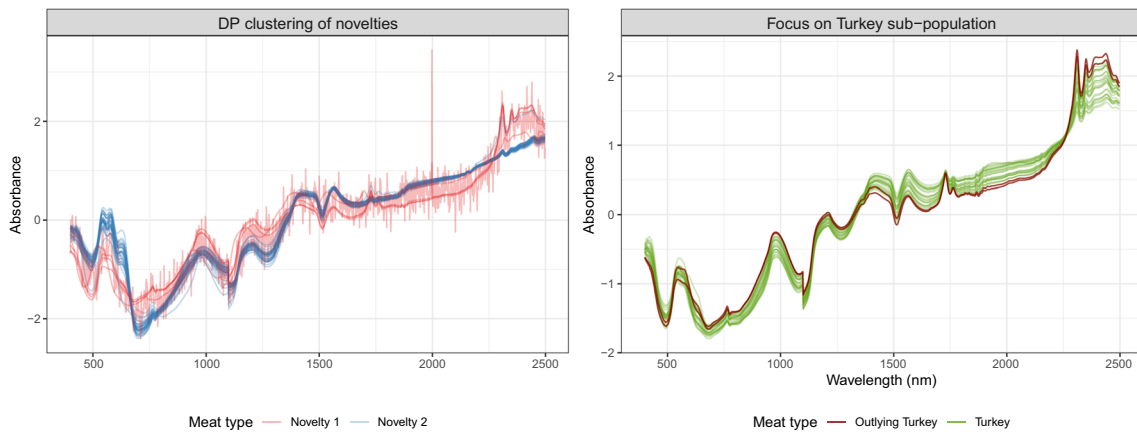 DP clustering of novelties
Absorbance
2
0
−2
500
1000
1500
2000
2500
Meat type
Novelty 1
Novelty 2
Focus on Turkey sub−population
Absorbance
2
1
0
−1
−2
500
1000
1500
2000
2500
Wavelength (nm)
Meat type
Outlying Turkey
Turkey